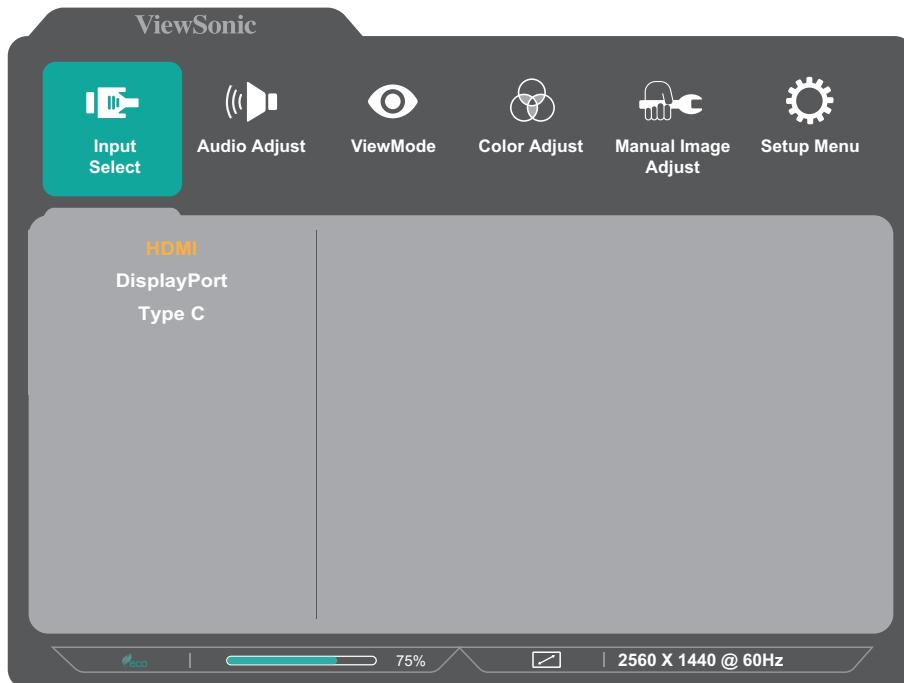 ViewSonic
Input
Select
Audio Adjust
ViewMode
Color Adjust
Manual Image
Adjust
Setup Menu
HDMI
DisplayPort
Type C
eco
75%
2560 X 1440 @ 60Hz